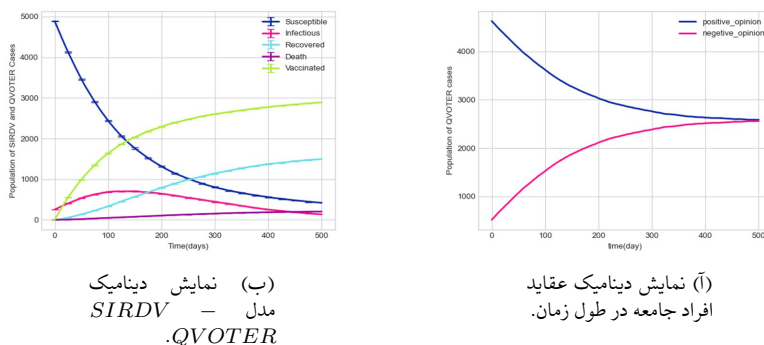 Population of SIRDV and QVOTER Cases
5000
4000
3000
2000
1000
0
0 100 200 300 400 500
Time(days)
Susceptible
Infectious
Recovered
Death
Vaccinated
Population of QVOTER cases
4000
3000
2000
1000
0 100 200 300 400 500
time(day)
positive_opinion
negetive_opinion
(آ) نمایش دینامیک عقاید
افراد جامعه در طول زمان.
(ب) نمایش دینامیک
مدل SIRDV −
QVOTER.